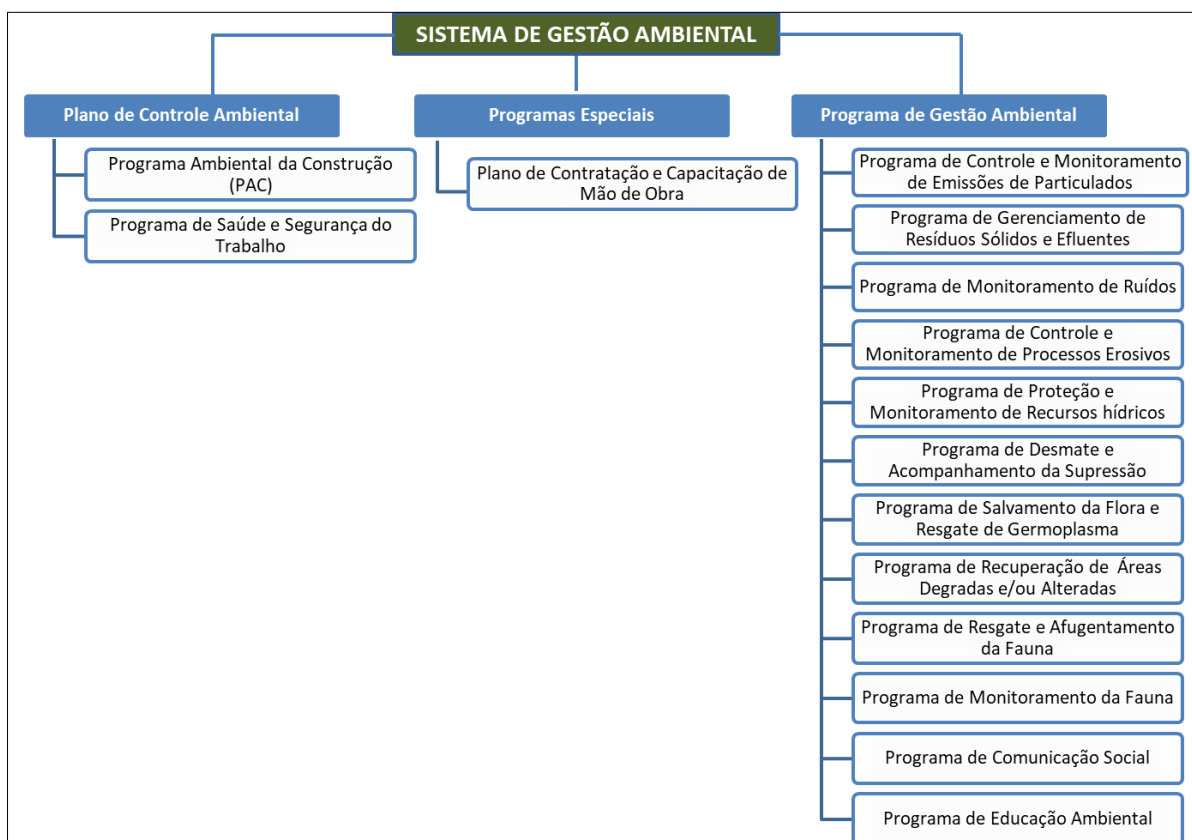 SISTEMA DE GESTÃO AMBIENTAL
Plano de Controle Ambiental
Programa Ambiental da Construção
(PAC)
Programa de Saúde e Segurança do
Trabalho
Programas Especiais
Plano de Contratação e Capacitação de
Mão de Obra
Programa de Gestão Ambiental
Programa de Controle e Monitoramento
de Emissões de Particulados
Programa de Gerenciamento de
Resíduos Sólidos e Efluentes
Programa de Monitoramento de Ruídos
Programa de Controle e
Monitoramento de Processos Erosivos
Programa de Proteção e
Monitoramento de Recursos hídricos
Programa de Desmate e
Acompanhamento da Supressão
Programa de Salvamento da Flora e
Resgate de Germoplasma
Programa de Recuperação de Áreas
Degradas e/ou Alteradas
Programa de Resgate e Afugentamento
da Fauna
Programa de Monitoramento da Fauna
Programa de Comunicação Social
Programa de Educação Ambiental